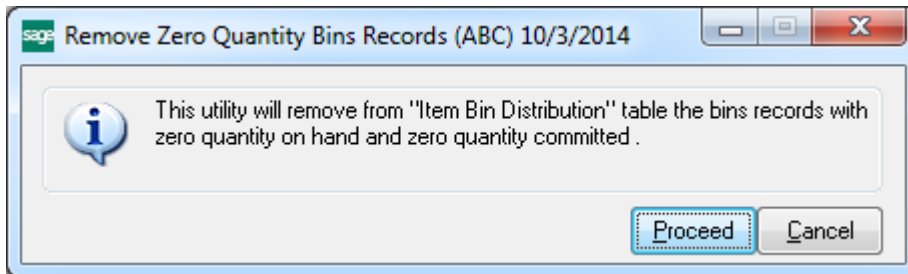 sage Remove Zero Quantity Bins Records (ABC) 10/3/2014
This utility will remove from "Item Bin Distribution" table the bins records with
zero quantity on hand and zero quantity committed .
Proceed Cancel